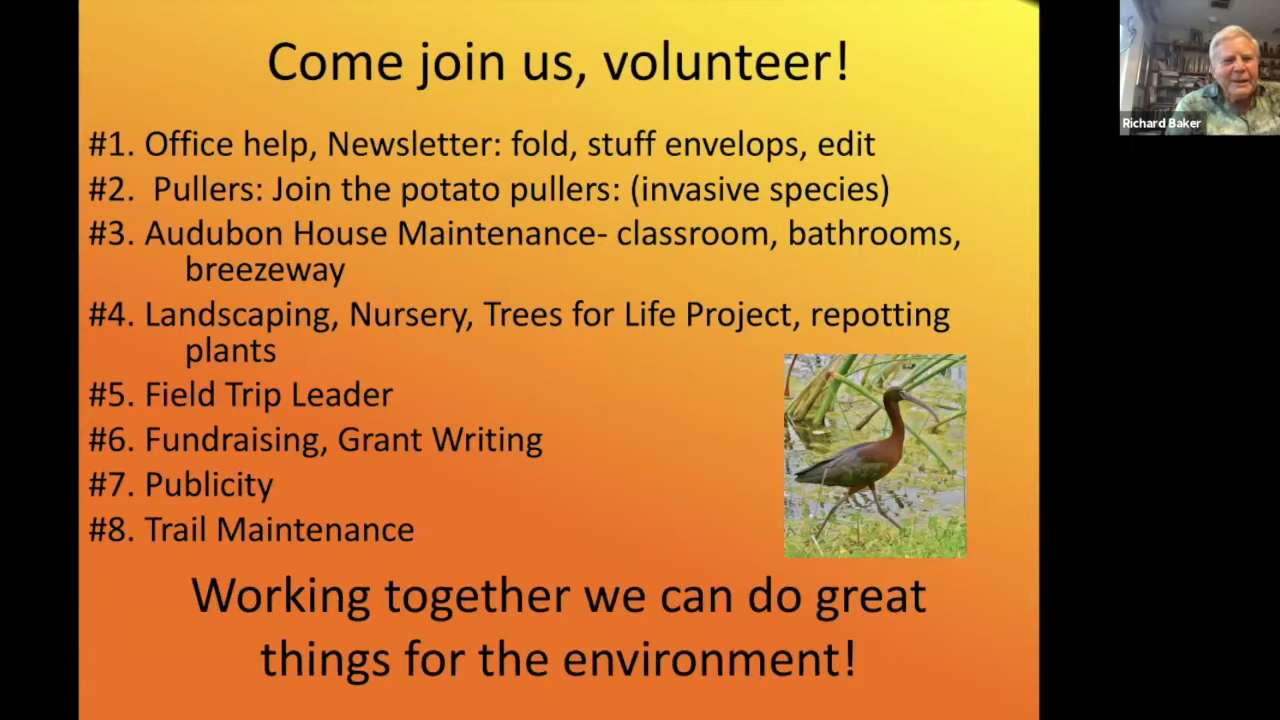 Come join us, volunteer!
#1. Office help, Newsletter: fold, stuff envelops, edit
#2.  Pullers: Join the potato pullers: (invasive species)
#3. Audubon House Maintenance- classroom, bathrooms,
breezeway
#4. Landscaping, Nursery, Trees for Life Project, repotting
plants
#5. Field Trip Leader
#6. Fundraising, Grant Writing
#7. Publicity
#8. Trail Maintenance
Working together we can do great
things for the environment!
Richard Baker